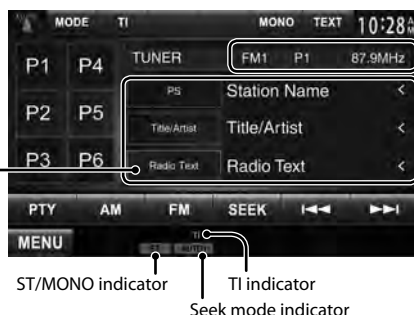 MODE TI MONO TEXT 10:28
P1 P4 TUNER FM1 P1 87.9MHz
PS Station Name <
P2 P5 Title/Artist Title/Artist <
P3 P6 Radio Text Radio Text <
PTY AM FM SEEK
MENU TI
ST AUTO1
ST/MONO indicator TI indicator
Seek mode indicator